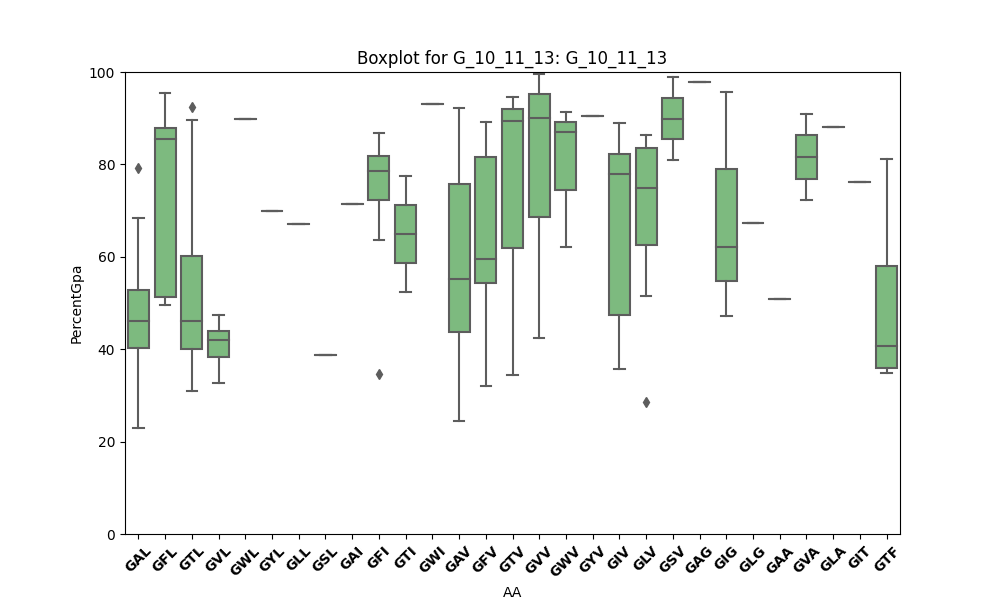 Boxplot for G_10_11_13: G_10_11_13
100
80
60
40
20
0
PercentGpa
GAL GFL GTL GVL GWL GYL GLL GSL GAI GFI GTI GWI GAV GFV GTV GVV GWV GYV GIV GLV GSV GAG GIG GLG GAA GVA GLA GIT GTF
AA